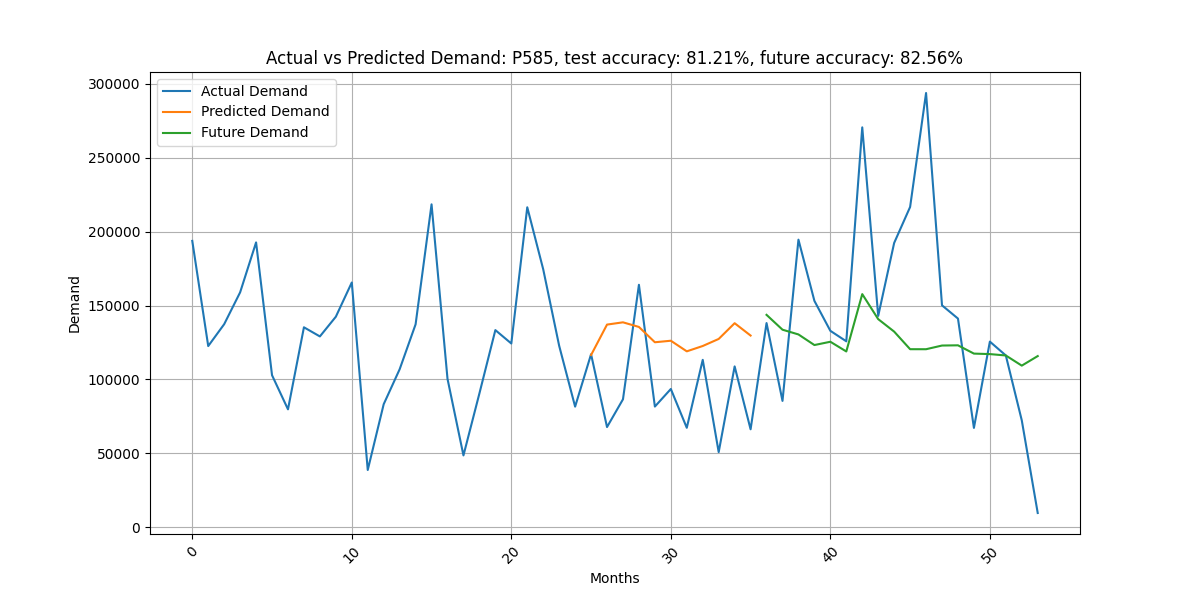 Actual vs Predicted Demand: P585, test accuracy: 81.21%, future accuracy: 82.56%
Actual Demand
Predicted Demand
Future Demand
300000
250000
200000
150000
100000
50000
0
Demand
0 10 20 30 40 50
Months